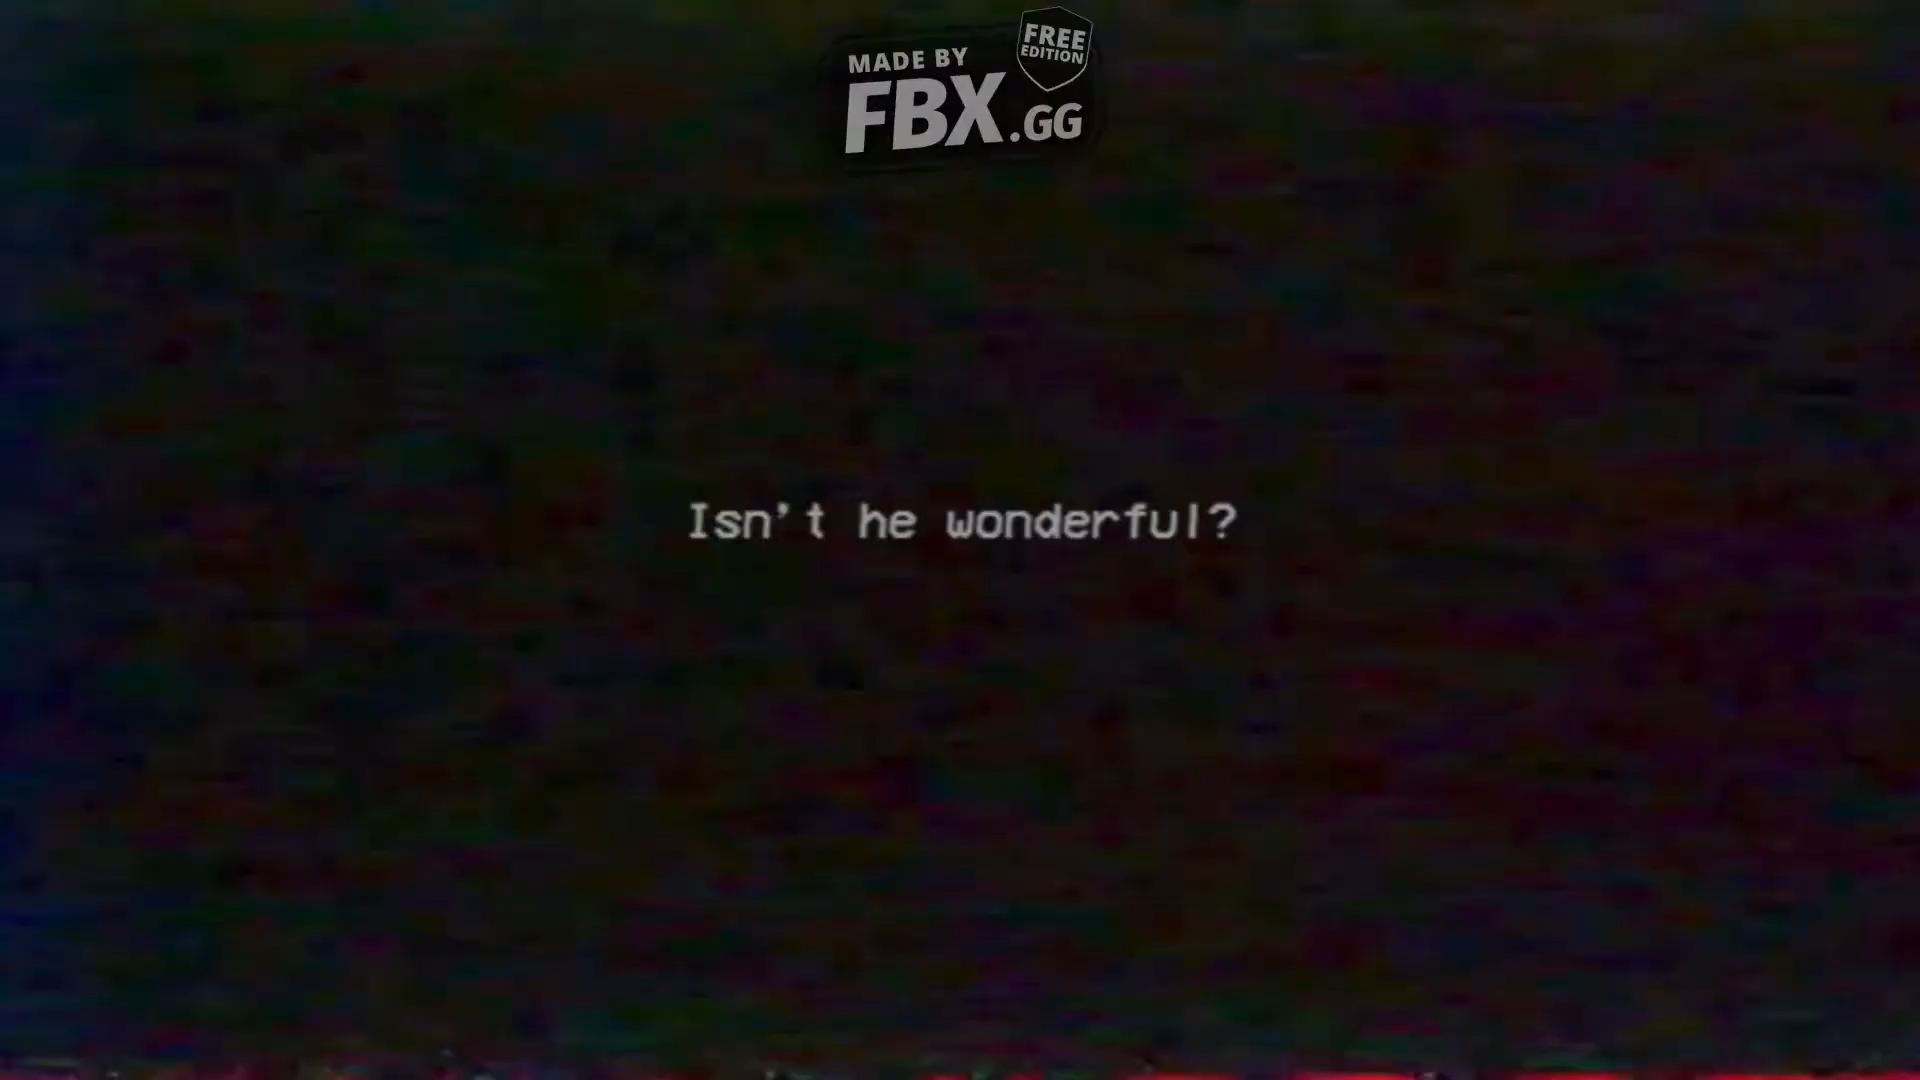 MADE BY
FBX.GG
FREE
EDITION
Isn't he wonderful?